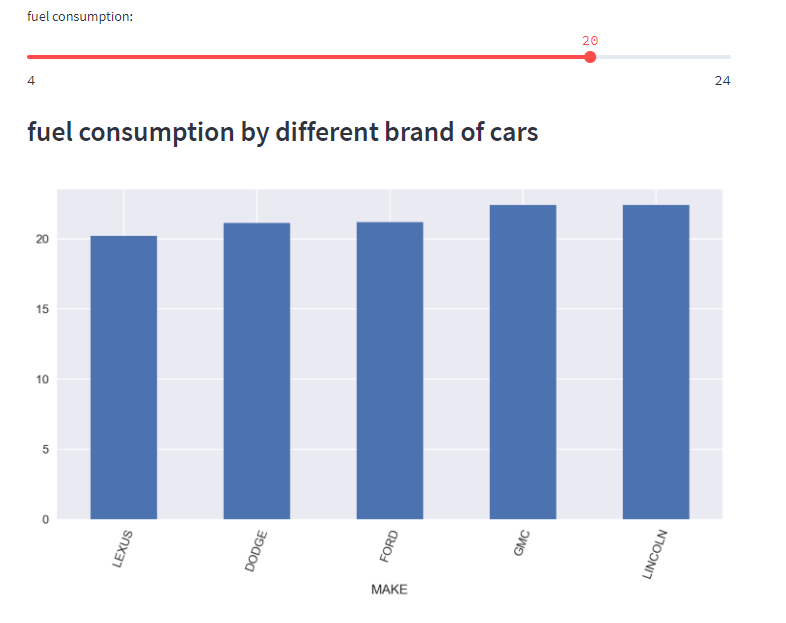 fuel consumption:
20
4 24
fuel consumption by different brand of cars
20
15
10
5
0
LEXUS DODGE FORD GMC LINCOLN
MAKE